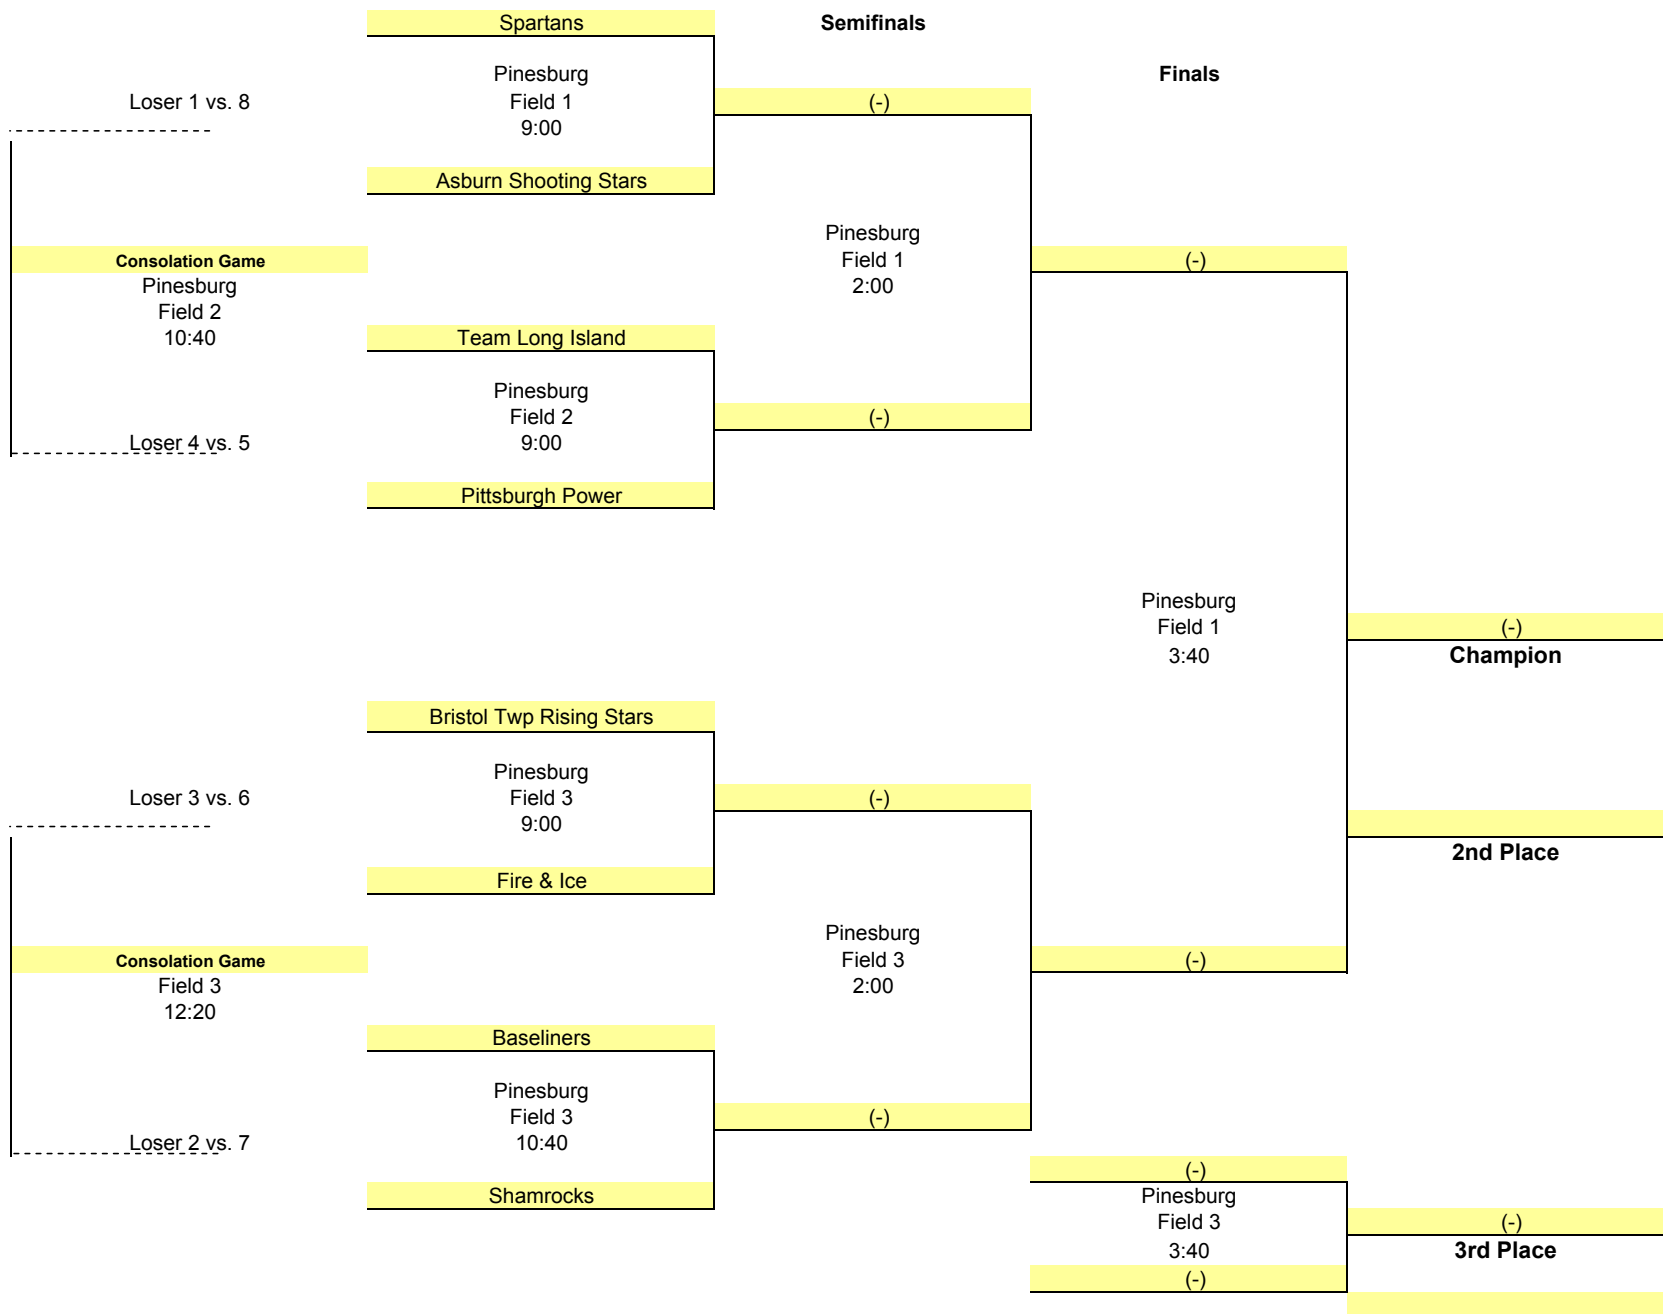 Spartans
Semifinals
Pinesburg
Finals
Loser 1 vs. 8
Field 1
(-)
9:00
Asburn Shooting Stars
Pinesburg
Consolation Game
Field 1
(-)
Pinesburg
2:00
Field 2
10:40
Team Long Island
Pinesburg
Field 2
(-)
Loser 4 vs. 5
9:00
Pittsburgh Power
Pinesburg
Field 1
(-)
3:40
Champion
Bristol Twp Rising Stars
Pinesburg
Loser 3 vs. 6
Field 3
(-)
9:00
2nd Place
Fire & Ice
Pinesburg
Consolation Game
Field 3
(-)
Field 3
2:00
12:20
Baseliners
Pinesburg
Field 3
(-)
Loser 2 vs. 7
10:40
(-)
Shamrocks
Pinesburg
Field 3
(-)
3:40
3rd Place
(-)